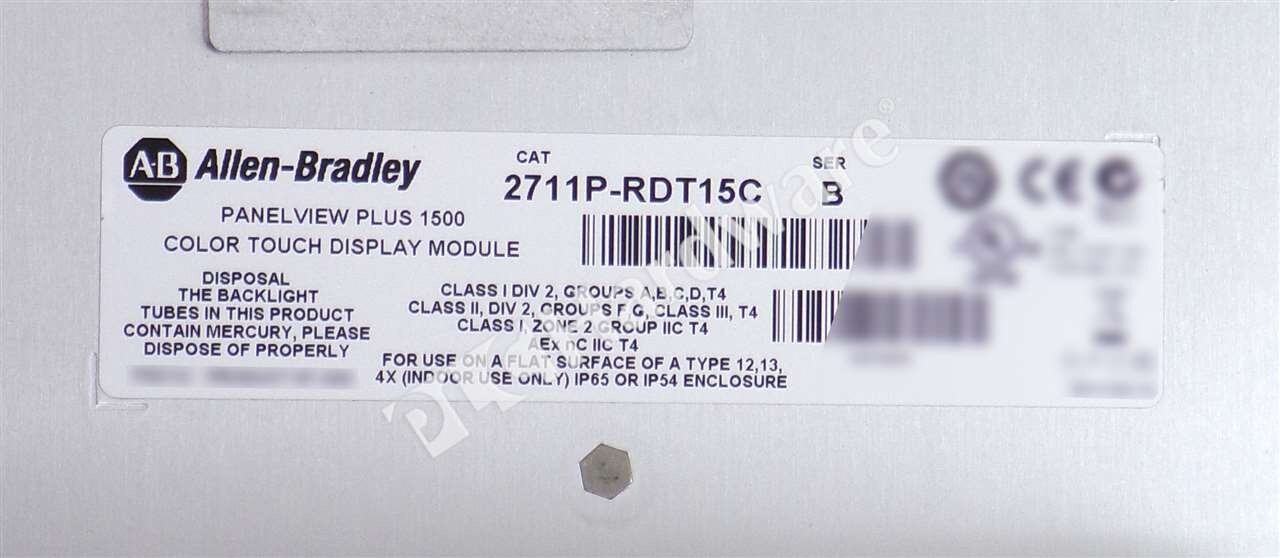 A·B Allen-Bradley
CAT
SER
2711P-RDT15C
B
PANELVIEW PLUS 1500
COLOR TOUCH DISPLAY MODULE
DISPOSAL
THE BACKLIGHT
TUBES IN THIS PRODUCT
CONTAIN MERCURY, PLEASE
DISPOSE OF PROPERLY
CLASS I DIV 2, GROUPS A,B,C,D,T4
CLASS II, DIV 2, GROUPS F,G, CLASS III, T4
CLASS I, ZONE 2 GROUP IIC T4
AEx nC IIC T4
FOR USE ON A FLAT SURFACE OF A TYPE 12,13,
4X (INDOOR USE ONLY) IP65 OR IP54 ENCLOSURE
CE
PLC Hardware ®